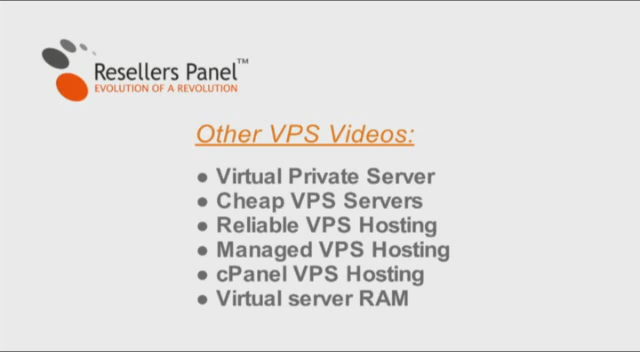 Resellers Panel™
EVOLUTION OF A REVOLUTION
Other VPS Videos:
● Virtual Private Server
● Cheap VPS Servers
● Reliable VPS Hosting
● Managed VPS Hosting
● cPanel VPS Hosting
● Virtual server RAM